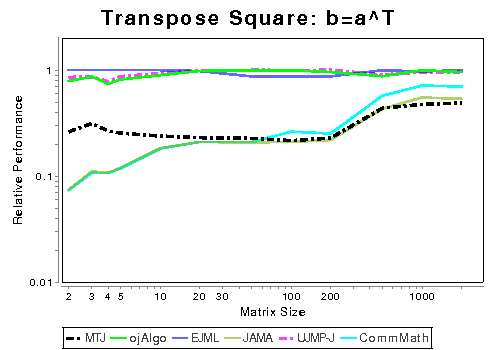 Transpose Square: b=a^T
1
0.1
0.01
Relative Performance
2 3 4 5 10 20 30 100 200 1000
Matrix Size
MTJ ojAlgo EJML JAMA UJMP-J CommMath